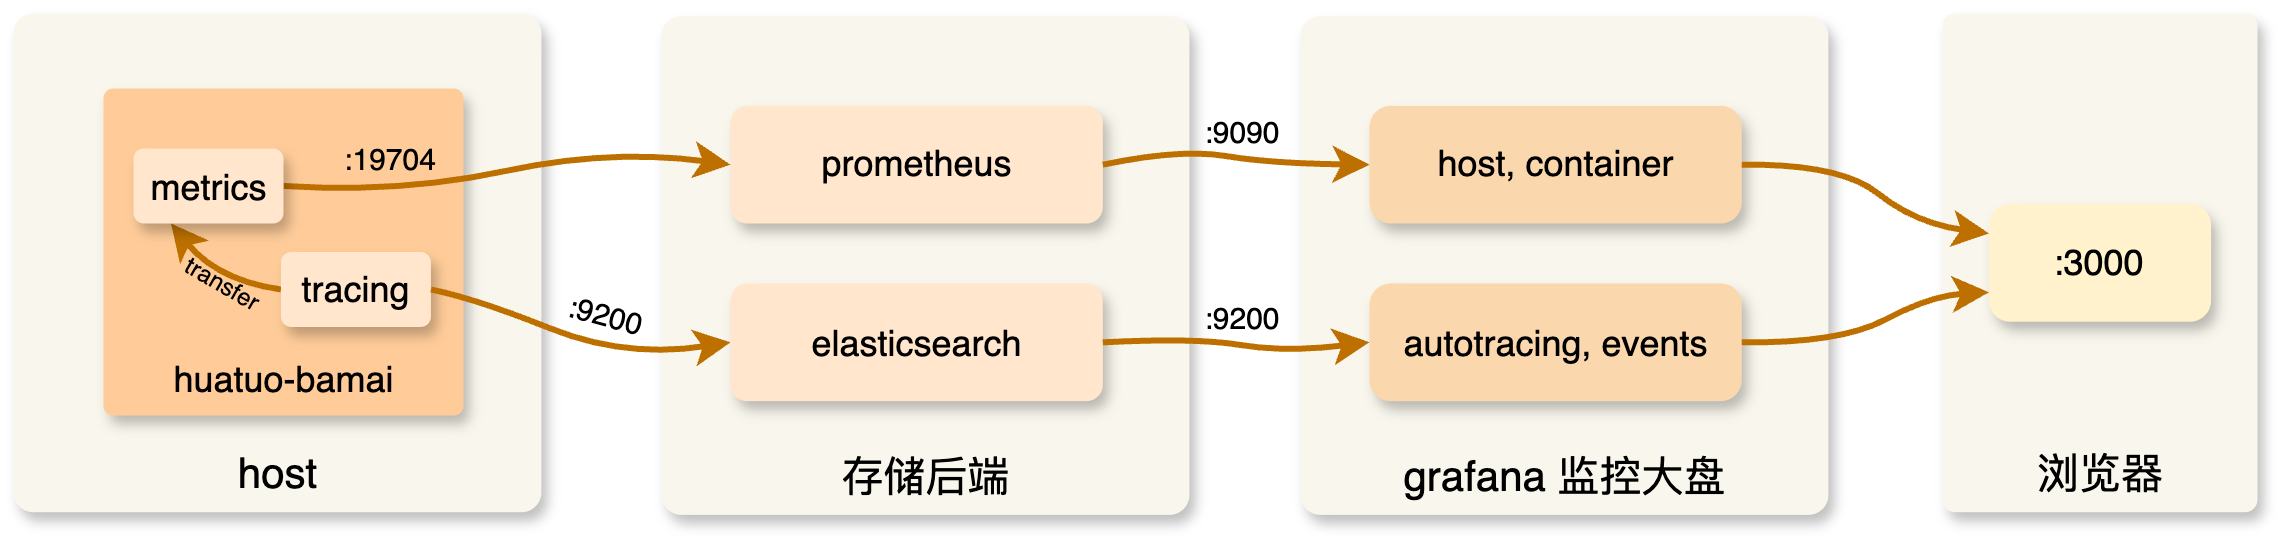 metrics
:19704
transfer
tracing
:9200
huatuo-bamai
host
prometheus
elasticsearch
存储后端
:9090
:9200
host, container
autotracing, events
grafana 监控大盘
:3000
浏览器